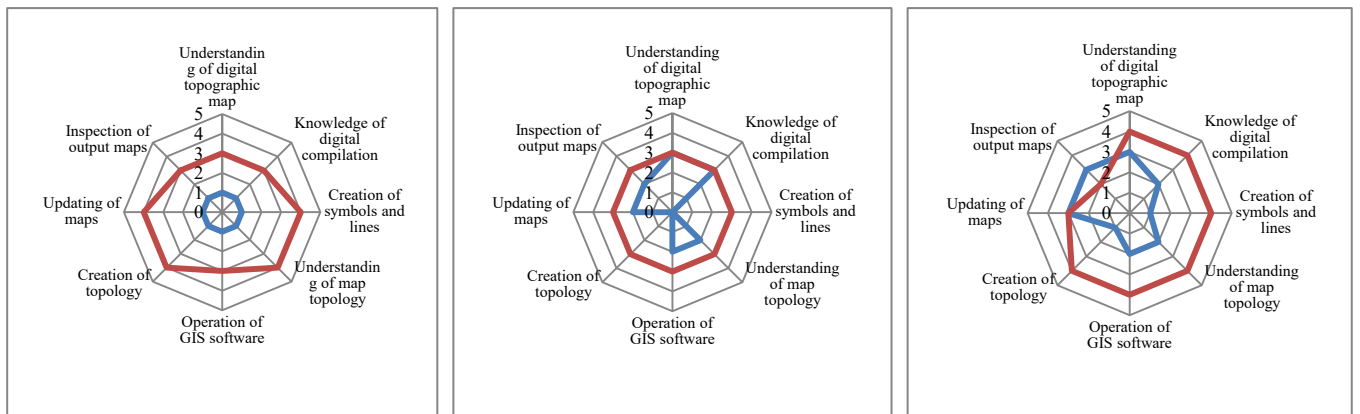 Understandin
g of digital
topographic
map
5
4
3
2
1
0
Knowledge of
digital
compilation
Creation of
symbols and
lines
Understandin
g of map
topology
Operation of
GIS software
Creation of
topology
Updating of
maps
Inspection of
output maps
Understanding
of digital
topographic
map
5
4
3
2
1
0
Knowledge of
digital
compilation
Creation of
symbols and
lines
Understanding
of map
topology
Operation of
GIS software
Creation of
topology
Updating of
maps
Inspection of
output maps
Understanding
of digital
topographic
map
5
4
3
2
1
0
Knowledge of
digital
compilation
Creation of
symbols and
lines
Understanding of
map topology
Operation of
GIS software
Creation of
topology
Updating of
maps
Inspection of
output maps